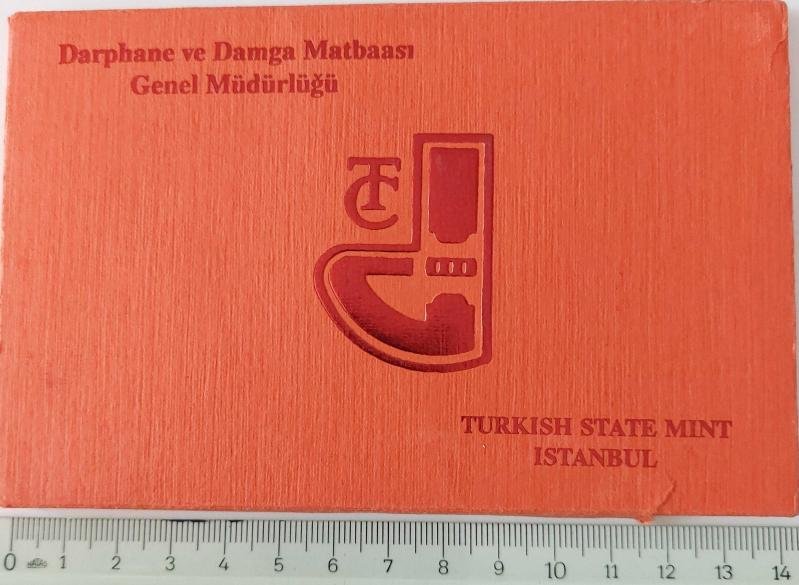 Darphane ve Damga Matbaası
Genel Müdürlüğü
TC
TURKISH STATE MINT
ISTANBUL
0 1 2 3 4 5 6 7 8 9 10 11 12 13 14